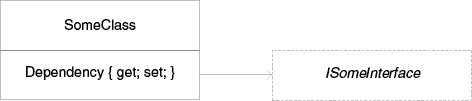 SomeClass
Dependency { get; set; }
ISomeInterface